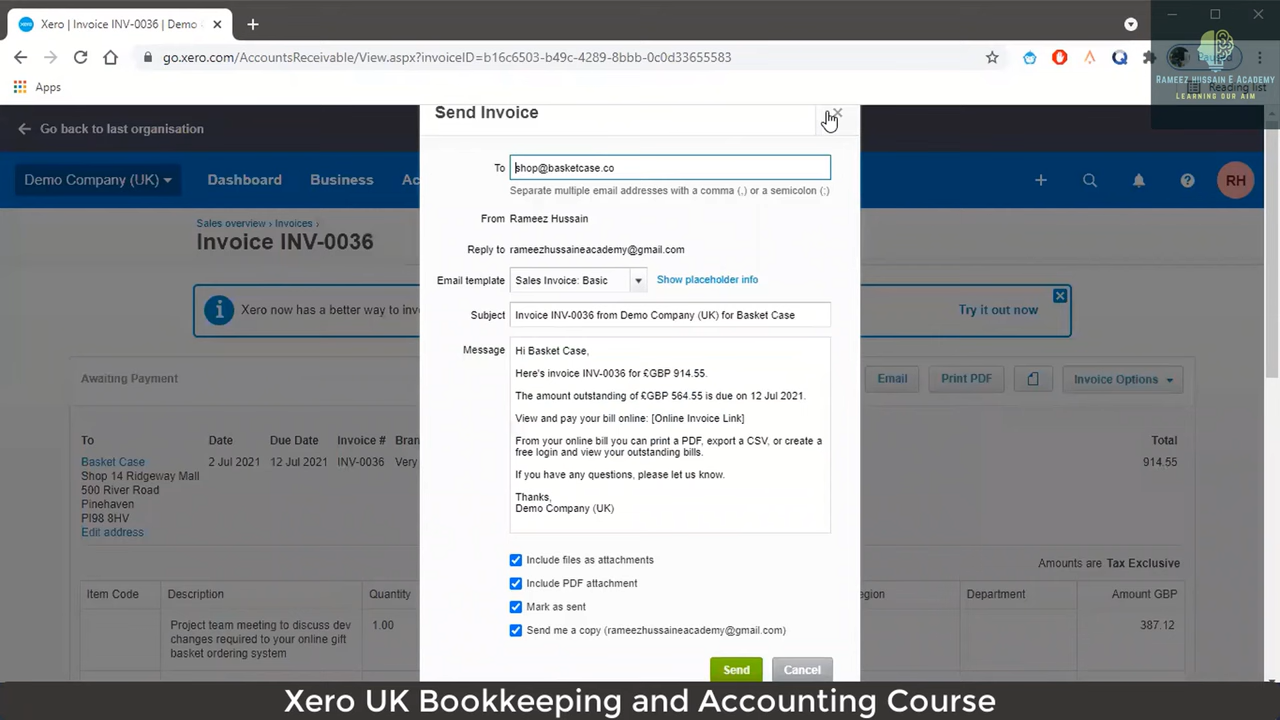 Xero | Invoice INV-0036 | Demo
go.xero.com/AccountsReceivable/View.aspx?invoiceID=b16c6503-b49c-4289-8bbb-0c0d33655583
Paused
Apps
Reading list
RAMEEZ HUSSAIN E ACADEMY
LEARNING OUR AIM
Go back to last organisation
Demo Company (UK)
Dashboard
Business
Ac
RH
Sales overview › Invoices ›
Invoice INV-0036
Xero now has a better way to invo
Try it out now
Awaiting Payment
Email
Print PDF
Invoice Options
To
Date
Due Date
Invoice #
Bran
Total
Basket Case
2 Jul 2021
12 Jul 2021
INV-0036
Very
914.55
Shop 14 Ridgeway Mall
500 River Road
Pinehaven
PI98 8HV
Edit address
Amounts are Tax Exclusive
Item Code
Description
Quantity
egion
Department
Amount GBP
Project team meeting to discuss dev
changes required to your online gift
basket ordering system
1.00
387.12
Send Invoice
To
shop@basketcase.co
Separate multiple email addresses with a comma (,) or a semicolon (;)
From Rameez Hussain
Reply to rameezhussaineacademy@gmail.com
Email template Sales Invoice: Basic
Show placeholder info
Subject Invoice INV-0036 from Demo Company (UK) for Basket Case
Message
Hi Basket Case,
Here's invoice INV-0036 for £GBP 914.55.
The amount outstanding of £GBP 564.55 is due on 12 Jul 2021.
View and pay your bill online: [Online Invoice Link]
From your online bill you can print a PDF, export a CSV, or create a
free login and view your outstanding bills.
If you have any questions, please let us know.
Thanks,
Demo Company (UK)
Include files as attachments
Include PDF attachment
Mark as sent
Send me a copy (rameezhussaineacademy@gmail.com)
Send
Cancel
Xero UK Bookkeeping and Accounting Course